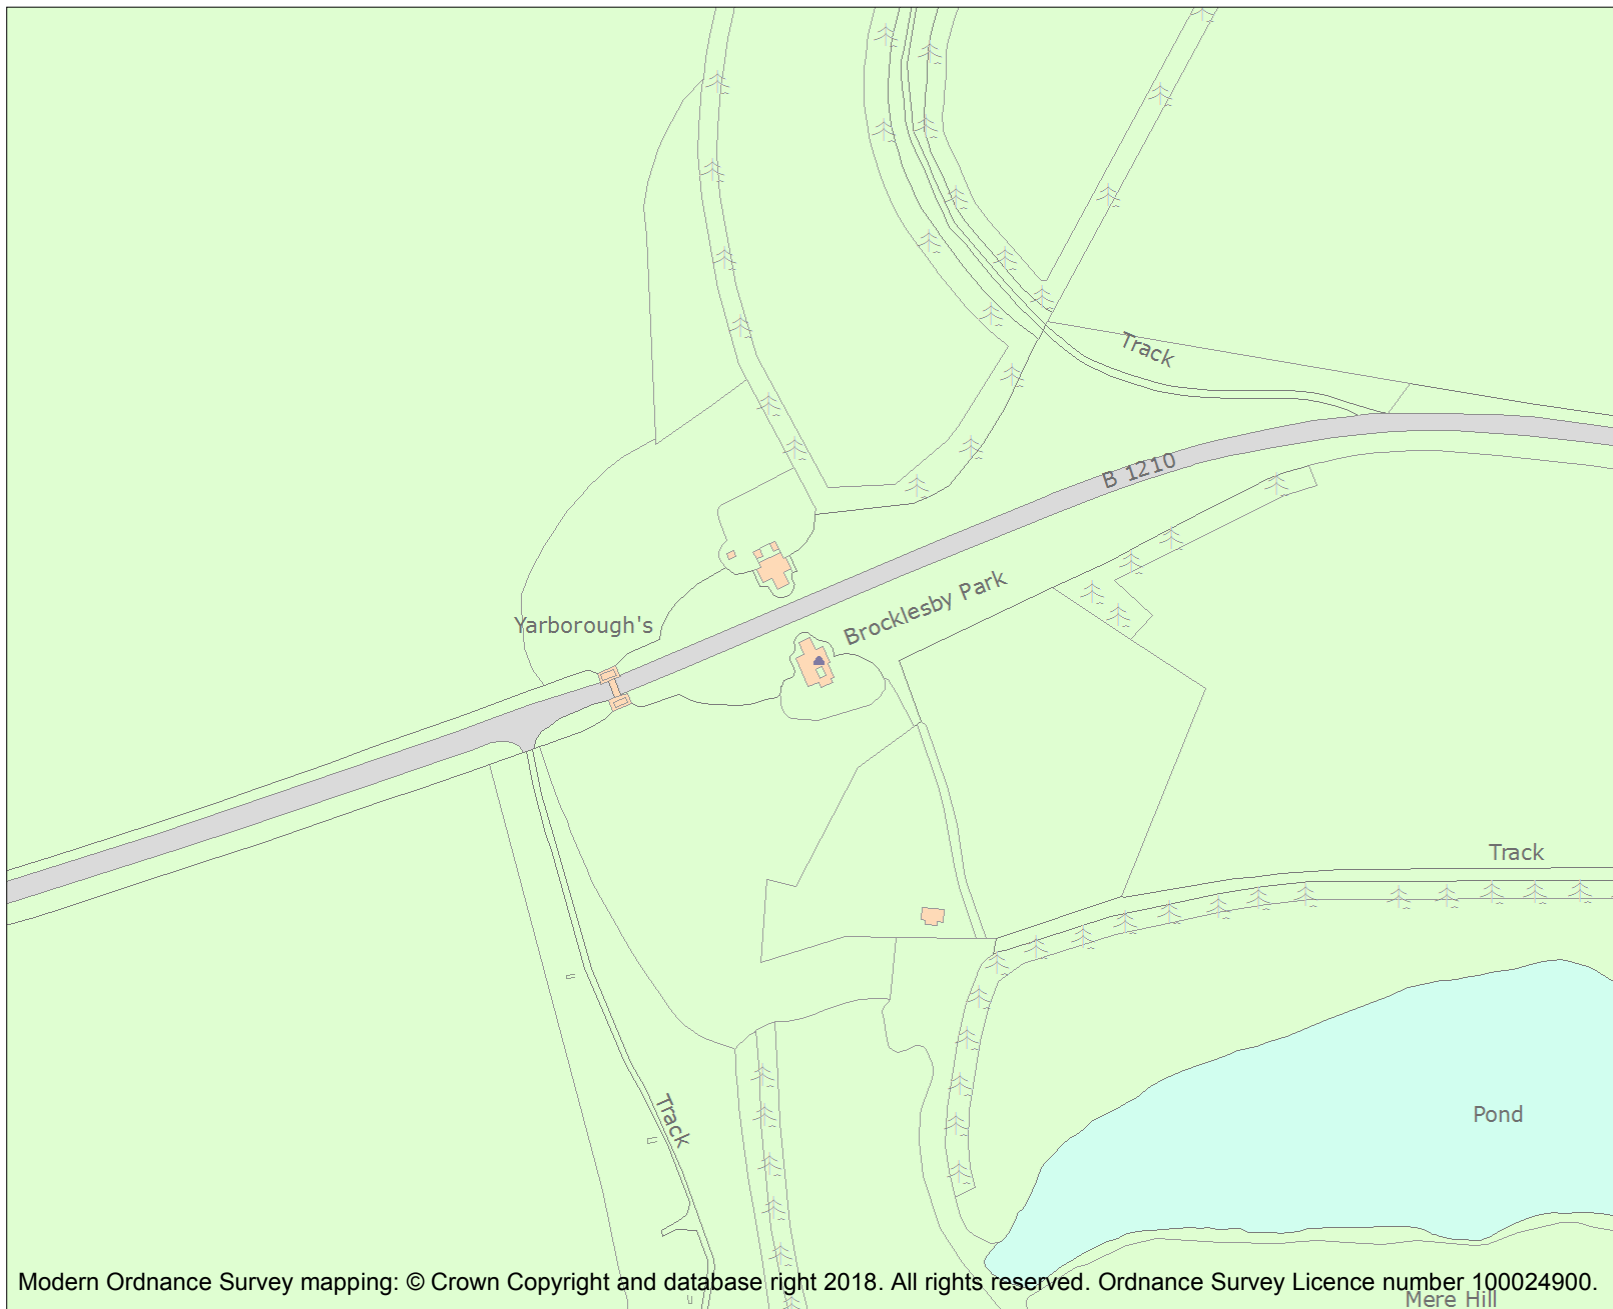 Track
B 1210
Brocklesby Park
Yarborough's
Track
Track
Pond
Modern Ordnance Survey mapping: © Crown Copyright and database right 2018. All rights reserved. Ordnance Survey Licence number 100024900.
Mere Hill